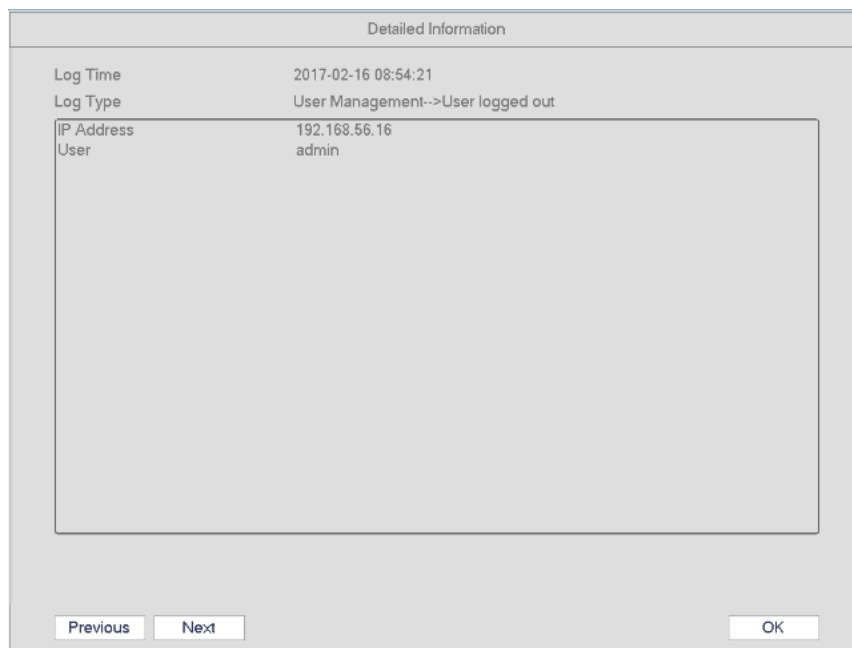 Detailed Information
Log Time 2017-02-16 08:54:21
Log Type User Management-->User logged out
IP Address 192.168.56.16
User admin
Previous Next OK